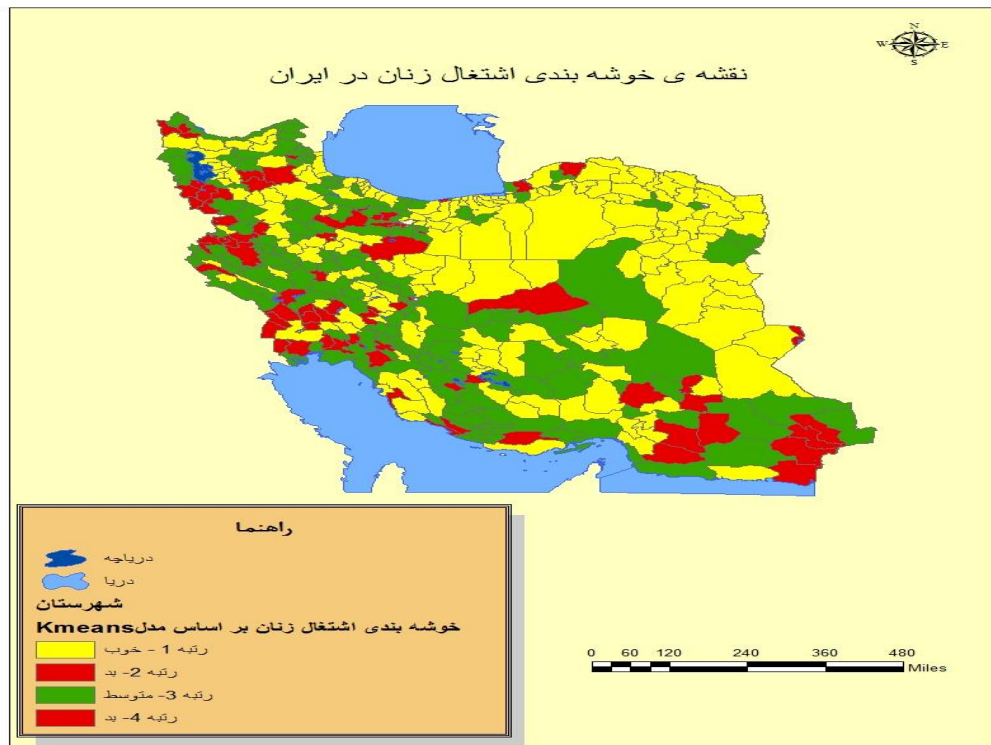 N
W E
S
نقشه ی خوشه بندی اشتغال زنان در ایران
راهنما
دریاچه
دریا
شهرستان
خوشه بندی اشتغال زنان بر اساس مدلKmeans
رتبه 1 - خوب
رتبه 2- بد
رتبه 3- متوسط
رتبه 4- بد
0 60 120 240 360 480
Miles